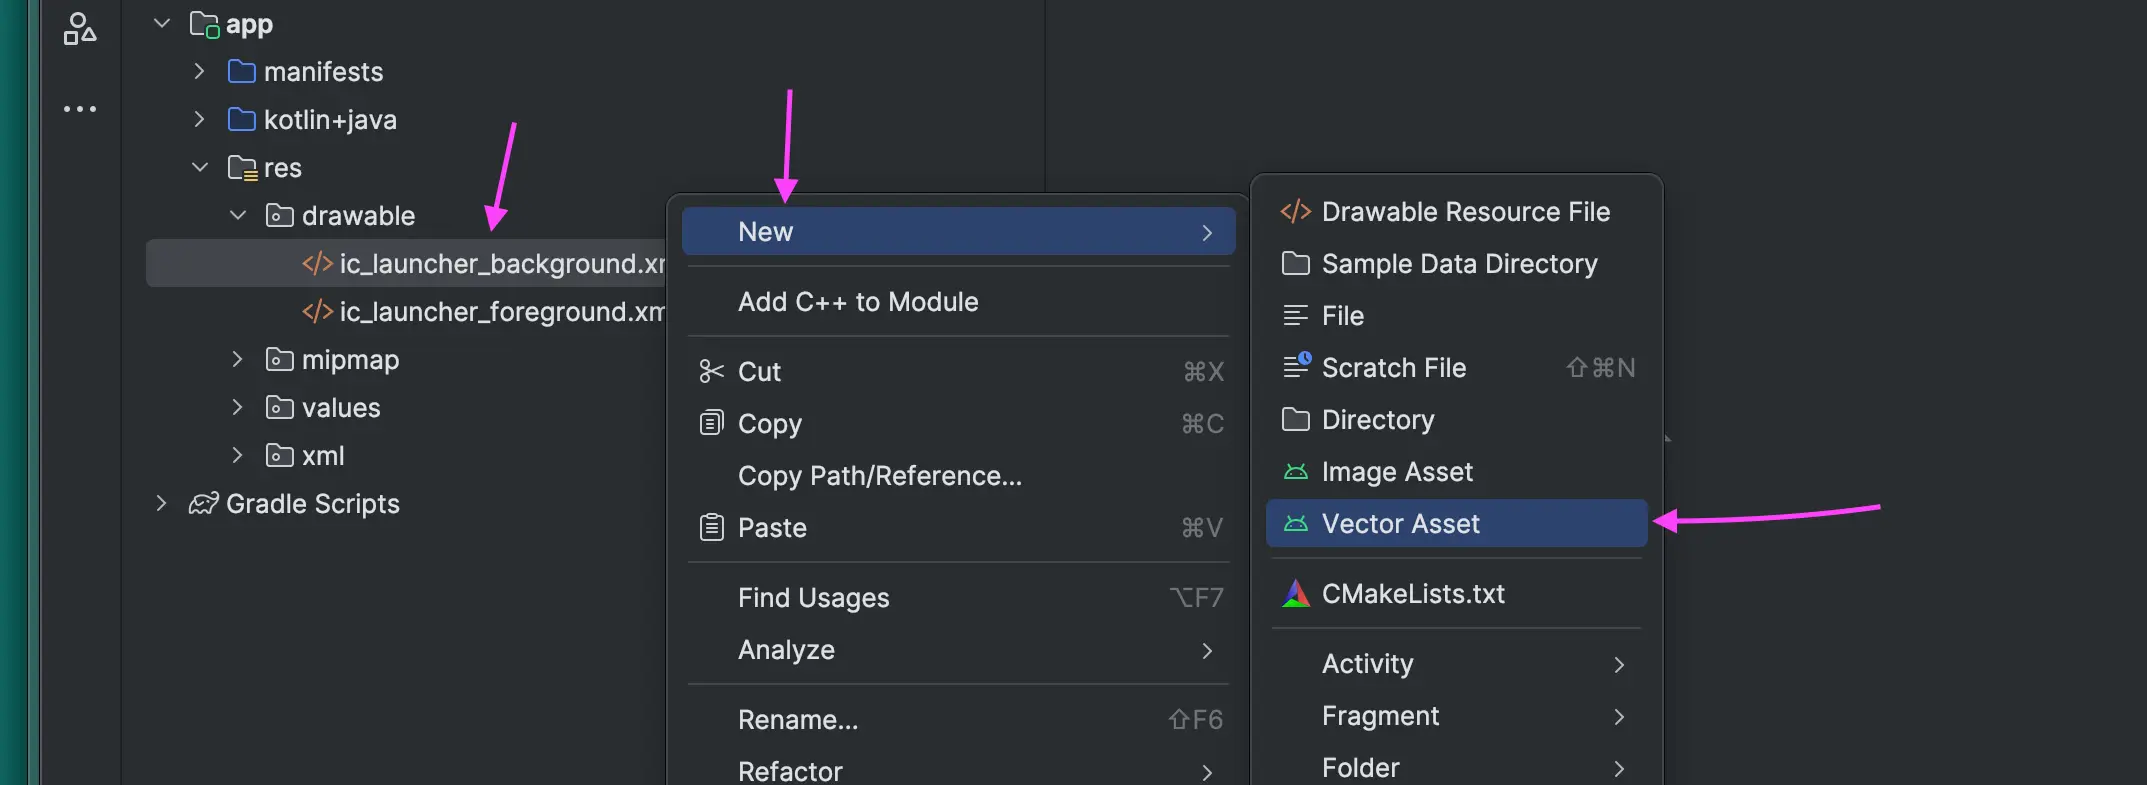 app
manifests
kotlin+java
res
drawable
ic_launcher_background.xm
ic_launcher_foreground.xm
mipmap
values
xml
Gradle Scripts
New
Add C++ to Module
Cut ⌘X
Copy ⌘C
Copy Path/Reference...
Paste ⌘V
Find Usages ⌥F7
Analyze
Rename... ⇧F6
Refactor
Drawable Resource File
Sample Data Directory
File
Scratch File ⇧⌘N
Directory
Image Asset
Vector Asset
CMakeLists.txt
Activity
Fragment
Folder